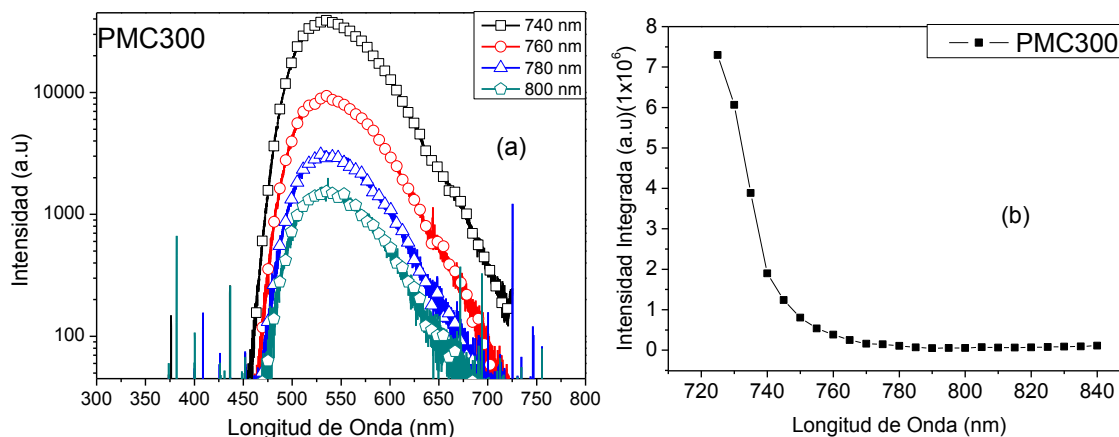 PMC300
740 nm
760 nm
780 nm
800 nm
(a)
10000
1000
100
Intensidad (a.u)
300 350 400 450 500 550 600 650 700 750 800
Longitud de Onda (nm)
PMC300
(b)
8
7
6
5
4
3
2
1
0
Intensidad Integrada (a.u)(1x10⁶)
720 740 760 780 800 820 840
Longitud de Onda (nm)